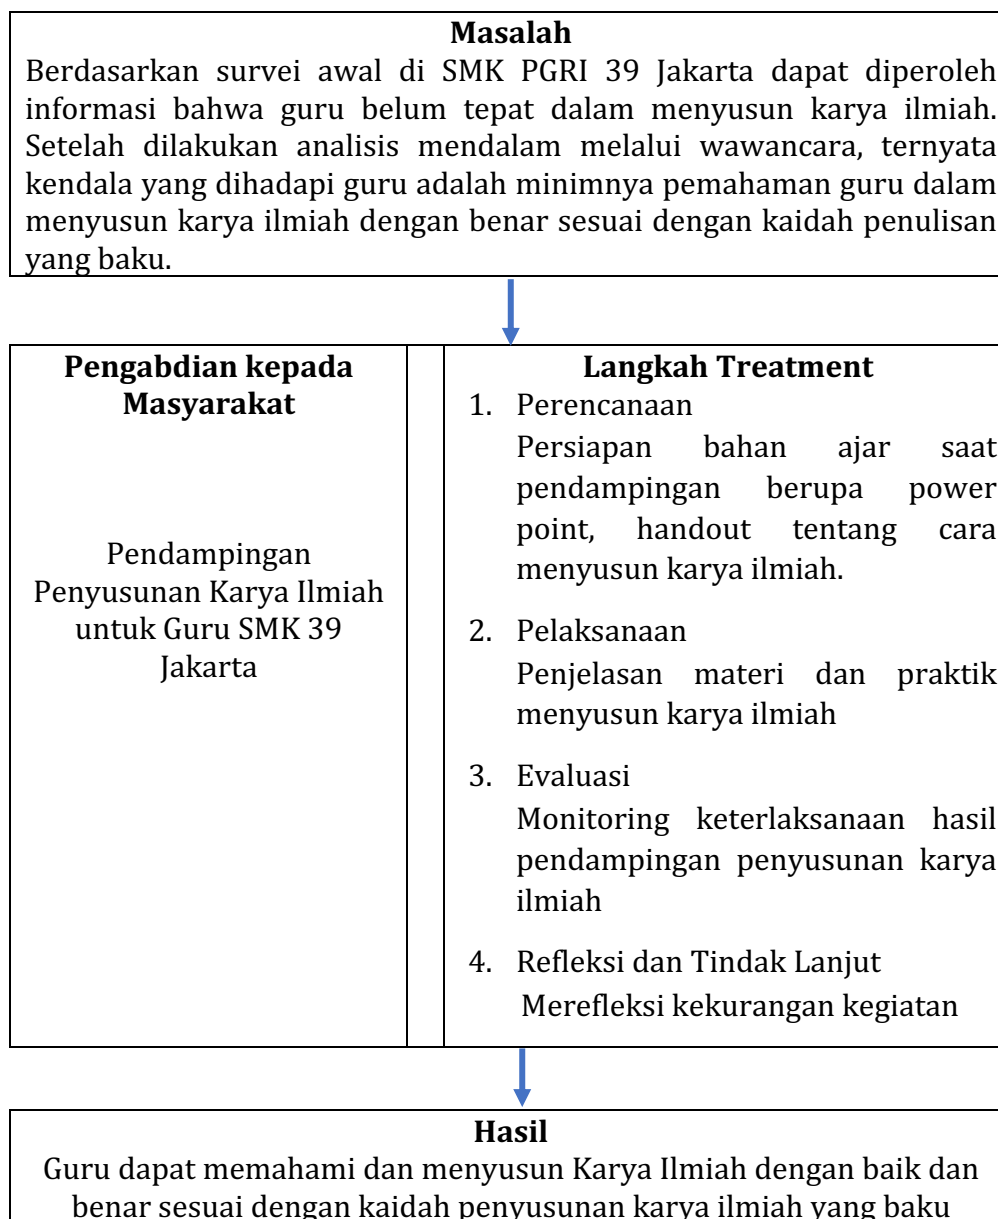 Masalah
Berdasarkan survei awal di SMK PGRI 39 Jakarta dapat diperoleh
informasi bahwa guru belum tepat dalam menyusun karya ilmiah.
Setelah dilakukan analisis mendalam melalui wawancara, ternyata
kendala yang dihadapi guru adalah minimnya pemahaman guru dalam
menyusun karya ilmiah dengan benar sesuai dengan kaidah penulisan
yang baku.
Pengabdian kepada
Masyarakat
Pendampingan
Penyusunan Karya Ilmiah
untuk Guru SMK 39
Jakarta
Langkah Treatment
1. Perencanaan
Persiapan bahan ajar saat
pendampingan berupa power
point, handout tentang cara
menyusun karya ilmiah.
2. Pelaksanaan
Penjelasan materi dan praktik
menyusun karya ilmiah
3. Evaluasi
Monitoring keterlaksanaan hasil
pendampingan penyusunan karya
ilmiah
4. Refleksi dan Tindak Lanjut
Merefleksi kekurangan kegiatan
Hasil
Guru dapat memahami dan menyusun Karya Ilmiah dengan baik dan
benar sesuai dengan kaidah penyusunan karya ilmiah yang baku